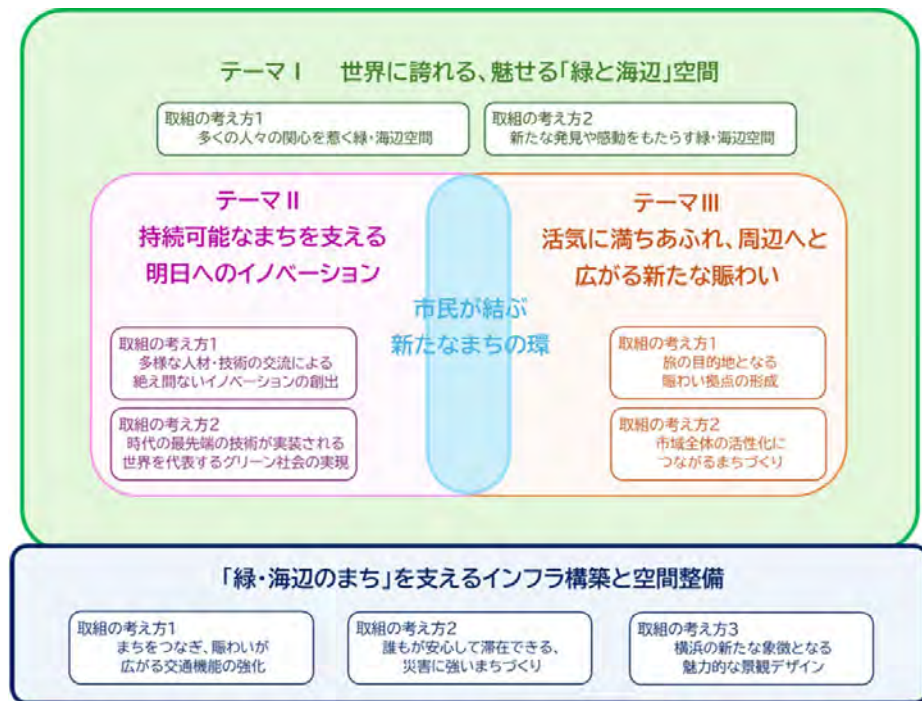 テーマⅠ 世界に誇れる、魅せる「緑と海辺」空間
取組の考え方1
多くの人々の関心を惹く緑・海辺空間
取組の考え方2
新たな発見や感動をもたらす緑・海辺空間
テーマⅡ
持続可能なまちを支える
明日へのイノベーション
取組の考え方1
多様な人材・技術の交流による
絶え間ないイノベーションの創出
取組の考え方2
時代の最先端の技術が実装される
世界を代表するグリーン社会の実現
市民が結ぶ
新たなまちの環
テーマⅢ
活気に満ちあふれ、周辺へと
広がる新たな賑わい
取組の考え方1
旅の目的地となる
賑わい拠点の形成
取組の考え方2
市域全体の活性化に
つながるまちづくり
「緑・海辺のまち」を支えるインフラ構築と空間整備
取組の考え方1
まちをつなぎ、賑わいが
広がる交通機能の強化
取組の考え方2
誰もが安心して滞在できる、
災害に強いまちづくり
取組の考え方3
横浜の新たな象徴となる
魅力的な景観デザイン